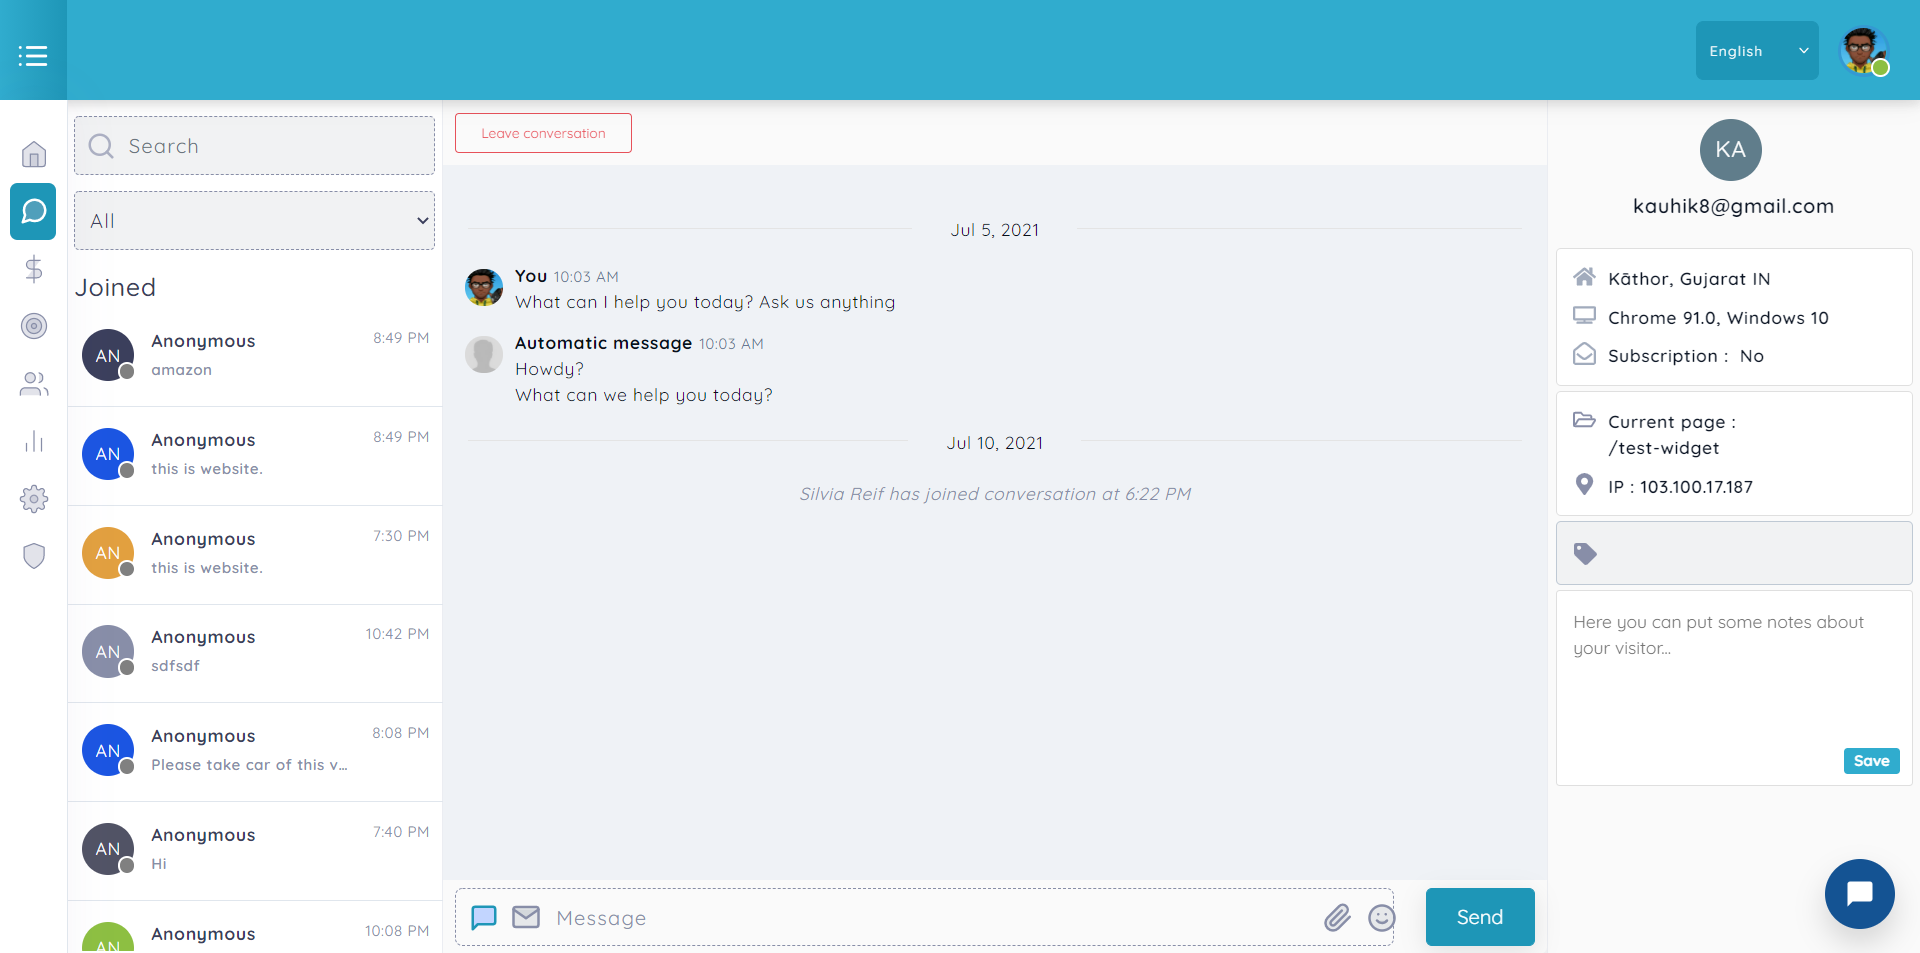 English
Search
All
Joined
AN
Anonymous
8:49 PM
amazon
AN
Anonymous
8:49 PM
this is website.
AN
Anonymous
7:30 PM
this is website.
AN
Anonymous
10:42 PM
sdfsdf
AN
Anonymous
8:08 PM
Please take car of this v...
AN
Anonymous
7:40 PM
Hi
AN
Anonymous
10:08 PM
Leave conversation
Jul 5, 2021
You 10:03 AM
What can I help you today? Ask us anything
Automatic message 10:03 AM
Howdy?
What can we help you today?
Jul 10, 2021
Silvia Reif has joined conversation at 6:22 PM
Message
Send
KA
kauhik8@gmail.com
Kāthor, Gujarat IN
Chrome 91.0, Windows 10
Subscription : No
Current page :
/test-widget
IP : 103.100.17.187
Here you can put some notes about
your visitor...
Save